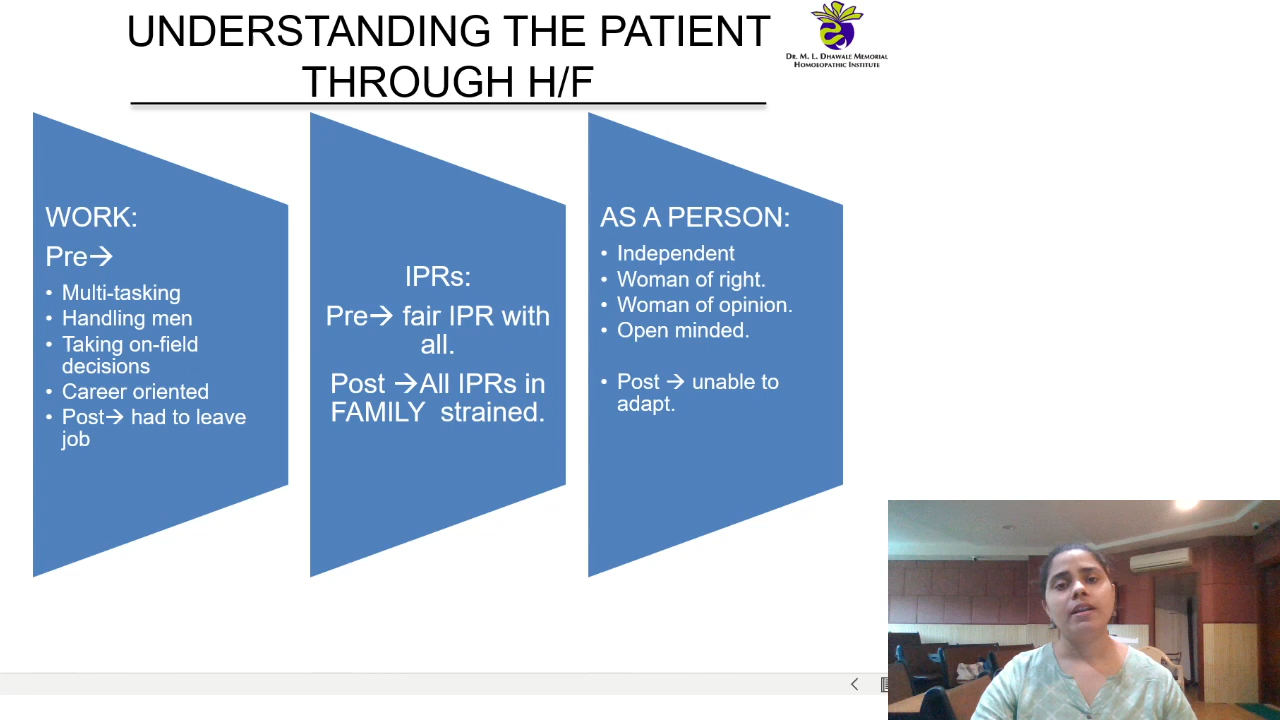 UNDERSTANDING THE PATIENT
THROUGH H/F
DR. M. L. DHAWALE MEMORIAL
HOMOEOPATHIC INSTITUTE
WORK:
Pre→
• Multi-tasking
• Handling men
• Taking on-field
decisions
• Career oriented
• Post→ had to leave
job
IPRs:
Pre→ fair IPR with
all.
Post →All IPRs in
FAMILY strained.
AS A PERSON:
• Independent
• Woman of right.
• Woman of opinion.
• Open minded.
• Post → unable to
adapt.